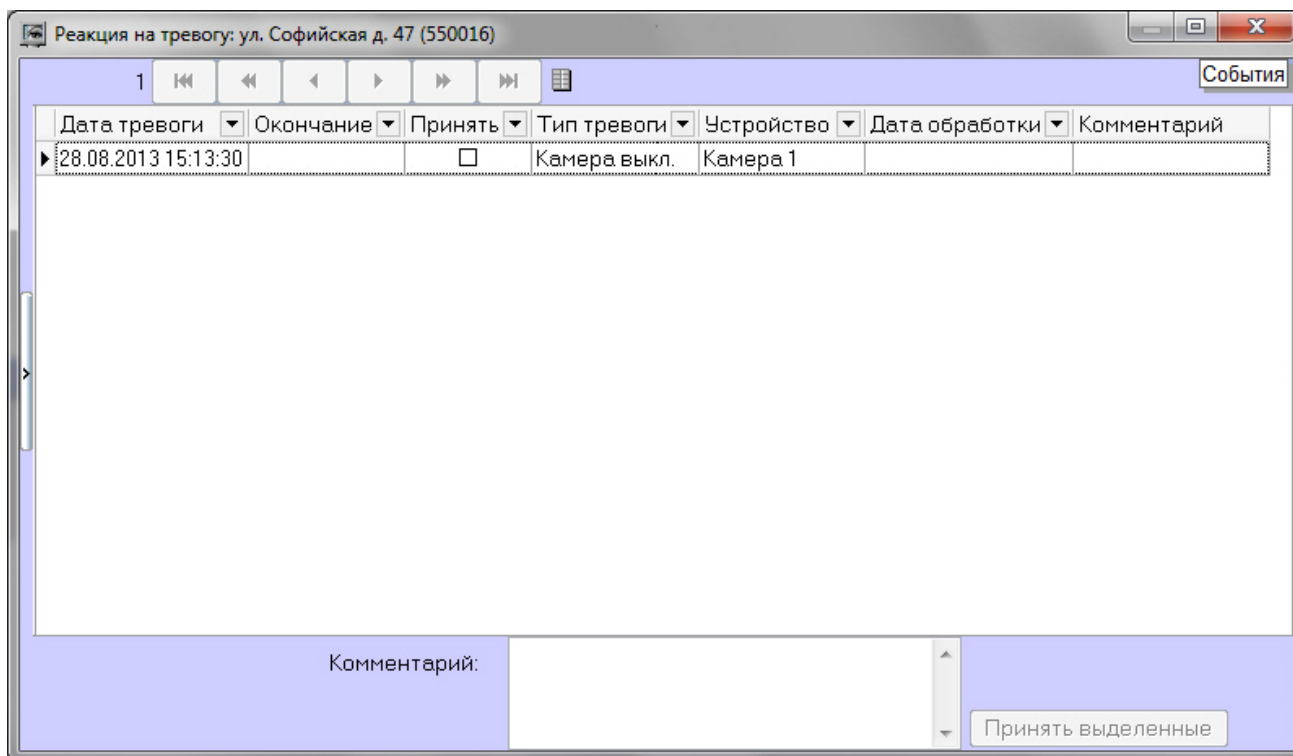 Реакция на тревогу: ул. Софийская д. 47 (550016)
1
События
Дата тревоги Окончание Принять Тип тревоги Устройство Дата обработки Комментарий
28.08.2013 15:13:30 Камера выкл. Камера 1
Комментарий:
Принять выделенные